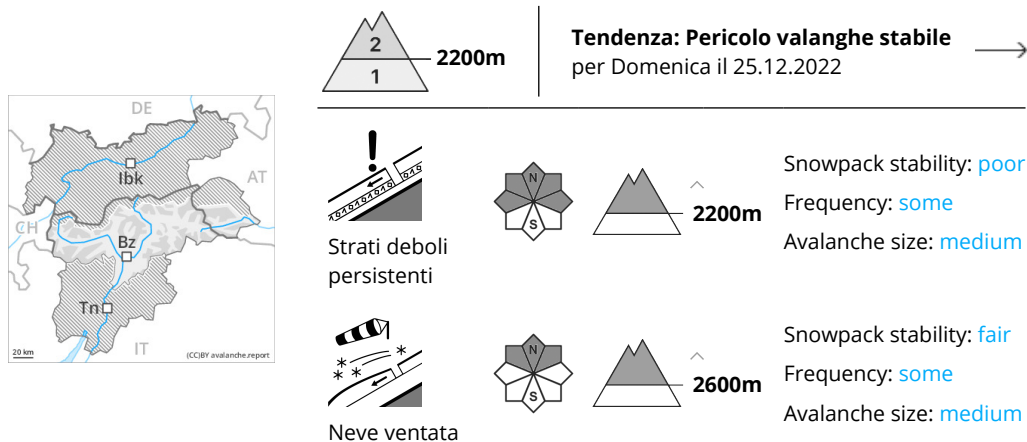 2
1
2200m
Tendenza: Pericolo valanghe stabile
per Domenica il 25.12.2022
DE
Ibk
AT
CH
Bz
Tn
IT
20 km
(CC)BY avalanche.report
N
S
2200m
Strati deboli
persistenti
Snowpack stability: poor
Frequency: some
Avalanche size: medium
N
S
2600m
Neve ventata
Snowpack stability: fair
Frequency: some
Avalanche size: medium